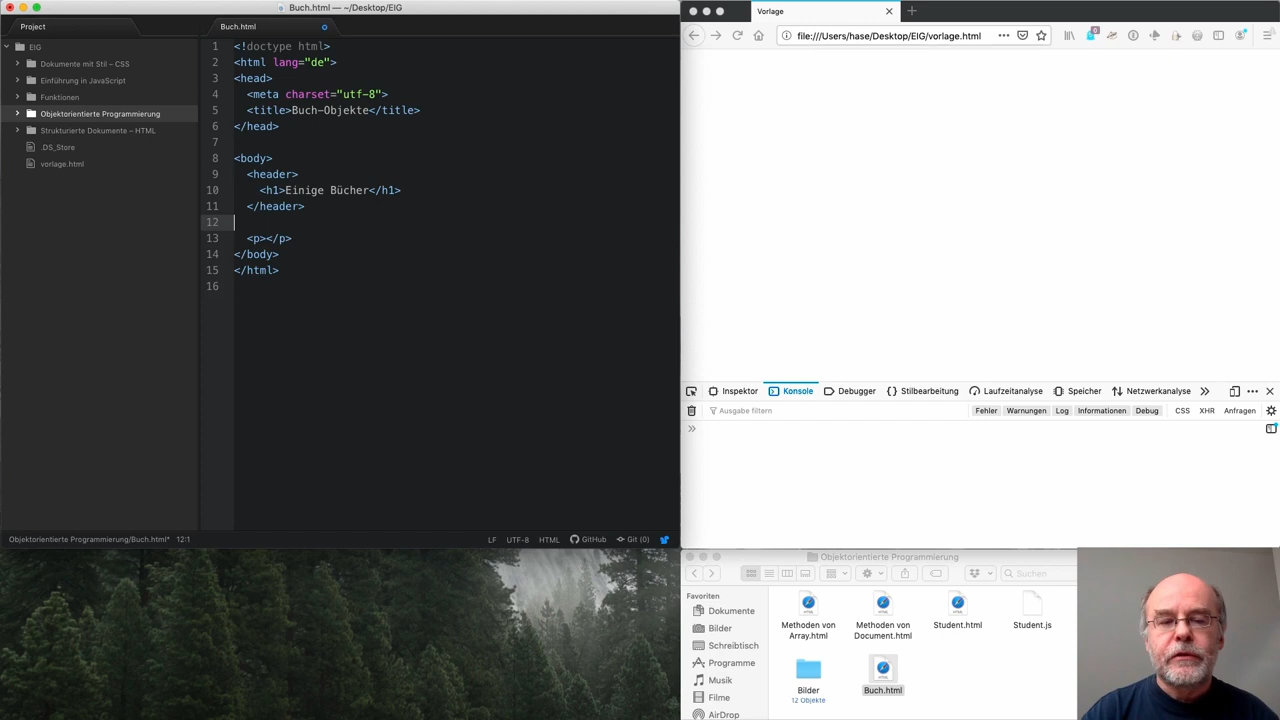 Buch.html — ~/Desktop/EIG
Project
Buch.html
EIG
Dokumente mit Stil – CSS
Einführung in JavaScript
Funktionen
Objektorientierte Programmierung
Strukturierte Dokumente – HTML
.DS_Store
vorlage.html
1 <!doctype html>
2 <html lang="de">
3 <head>
4 <meta charset="utf-8">
5 <title>Buch-Objekte</title>
6 </head>
7
8 <body>
9 <header>
10 <h1>Einige Bücher</h1>
11 </header>
12
13 <p></p>
14 </body>
15 </html>
16
Objektorientierte Programmierung/Buch.html* 12:1 LF UTF-8 HTML GitHub Git (0)
Vorlage
file:///Users/hase/Desktop/EIG/vorlage.html
0
Inspektor Konsole Debugger Stilbearbeitung Laufzeitanalyse Speicher Netzwerkanalyse
Ausgabe filtern Fehler Warnungen Log Informationen Debug CSS XHR Anfragen
Objektorientierte Programmierung
Suchen
Favoriten
Dokumente
Bilder
Schreibtisch
Programme
Musik
Filme
AirDrop
Methoden von Array.html
Methoden von Document.html
Student.html
Student.js
Bilder
12 Objekte
Buch.html
HTML
HTML
HTML
HTML